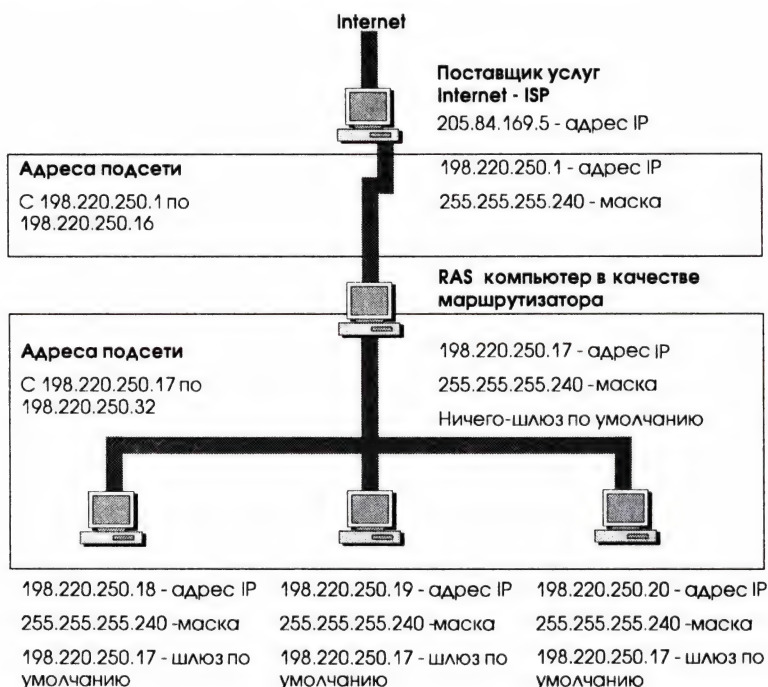 Internet
Поставщик услуг
Internet - ISP
205.84.169.5 - адрес IP
Адреса подсети
С 198.220.250.1 по
198.220.250.16
198.220.250.1 - адрес IP
255.255.255.240 - маска
RAS компьютер в качестве
маршрутизатора
Адреса подсети
С 198.220.250.17 по
198.220.250.32
198.220.250.17 - адрес IP
255.255.255.240 -маска
Ничего-шлюз по умолчанию
198.220.250.18 - адрес IP
255.255.255.240 -маска
198.220.250.17 - шлюз по
умолчанию
198.220.250.19 - адрес IP
255.255.255.240 -маска
198.220.250.17 - шлюз по
умолчанию
198.220.250.20 - адрес IP
255.255.255.240 -маска
198.220.250.17 - шлюз по
умолчанию